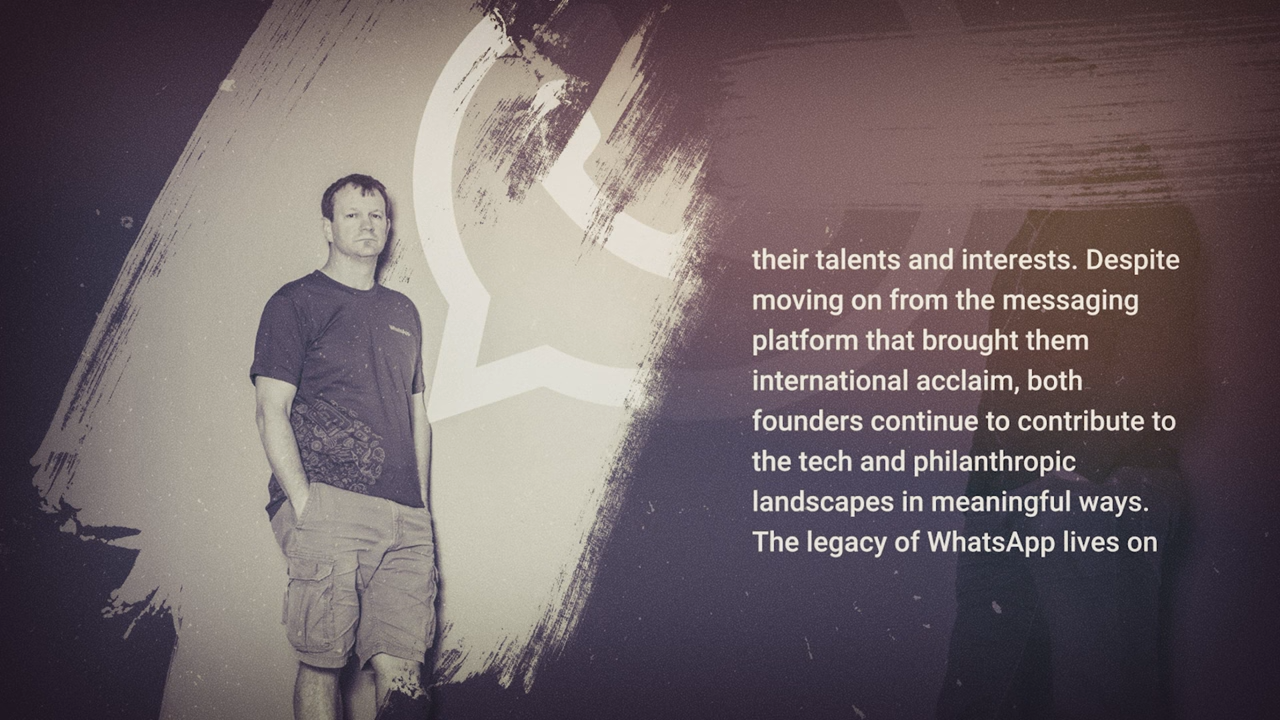 their talents and interests. Despite
moving on from the messaging
platform that brought them
international acclaim, both
founders continue to contribute to
the tech and philanthropic
landscapes in meaningful ways.
The legacy of WhatsApp lives on